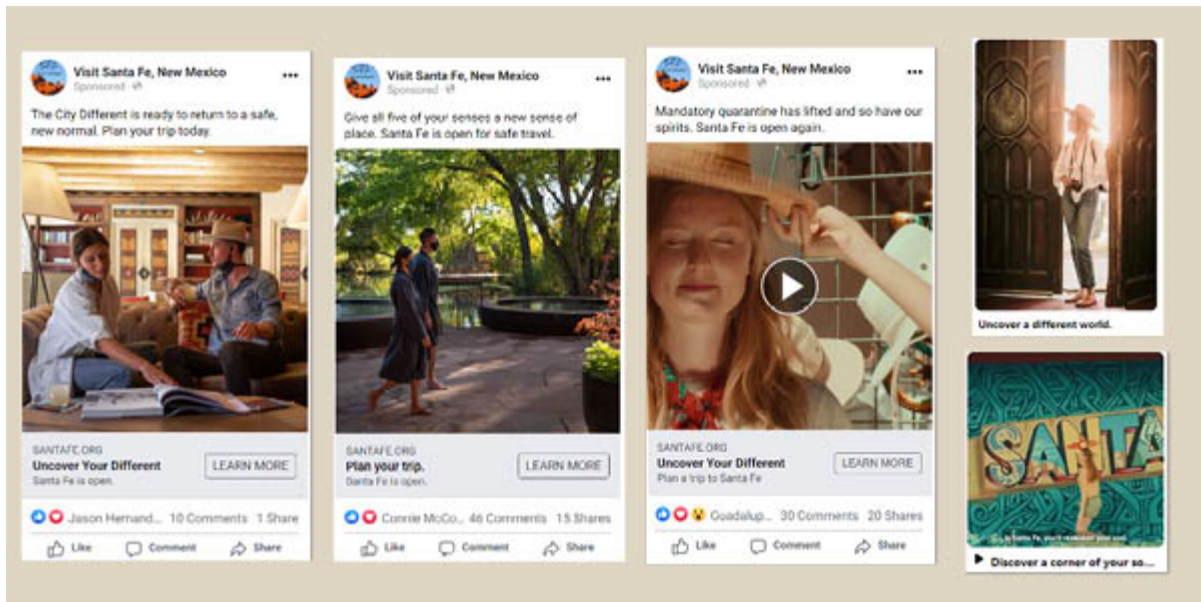 Visit Santa Fe, New Mexico
Sponsored
The City Different is ready to return to a safe,
new normal. Plan your trip today.
SANTAFE.ORG
Uncover Your Different
Santa Fe is open.
LEARN MORE
Jason Hernand... 10 Comments 1 Share
Like Comment Share
Visit Santa Fe, New Mexico
Sponsored
Give all five of your senses a new sense of
place. Santa Fe is open for safe travel.
SANTAFE.ORG
Plan your trip.
Santa Fe is open.
LEARN MORE
Connie McCo... 46 Comments 15 Shares
Like Comment Share
Visit Santa Fe, New Mexico
Sponsored
Mandatory quarantine has lifted and so have our
spirits. Santa Fe is open again.
SANTAFE.ORG
Uncover Your Different
Plan a trip to Santa Fe
LEARN MORE
Guadalup... 30 Comments 20 Shares
Like Comment Share
Uncover a different world.
SANTA
Discover a corner of your so....